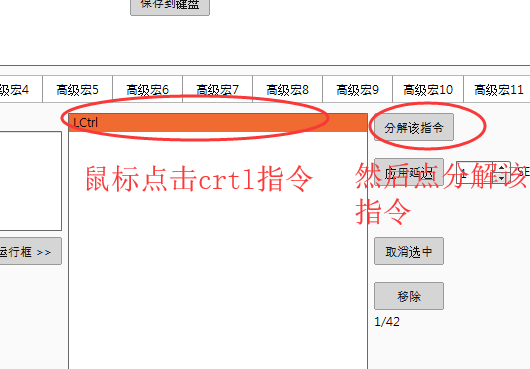 保存到键盘
级宏4 高级宏5 高级宏6 高级宏7 高级宏8 高级宏9 高级宏10 高级宏11
LCtrl
分解该指令
鼠标点击crtl指令
应用延迟
然后点分解该
指令
运行框 >>
取消选中
移除
1/42